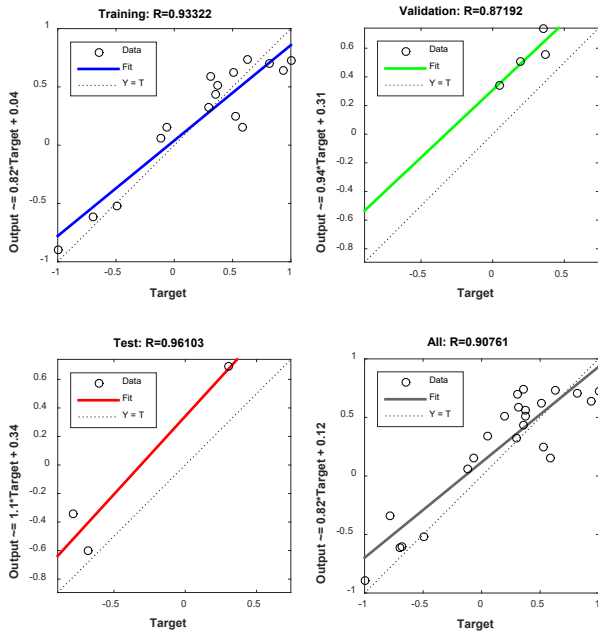 Training: R=0.93322
Output ~= 0.82*Target + 0.04
1
0.5
0
-0.5
-1
Data
Fit
Y = T
-1
-0.5
0
0.5
1
Target
Validation: R=0.87192
Output ~= 0.94*Target + 0.31
0.6
0.4
0.2
0
-0.2
-0.4
-0.6
-0.8
Data
Fit
Y = T
-0.5
0
0.5
Target
Test: R=0.96103
Output ~= 1.1*Target + 0.34
0.6
0.4
0.2
0
-0.2
-0.4
-0.6
-0.8
Data
Fit
Y = T
-0.5
0
0.5
Target
All: R=0.90761
Output ~= 0.82*Target + 0.12
1
0.5
0
-0.5
-1
Data
Fit
Y = T
-1
-0.5
0
0.5
1
Target